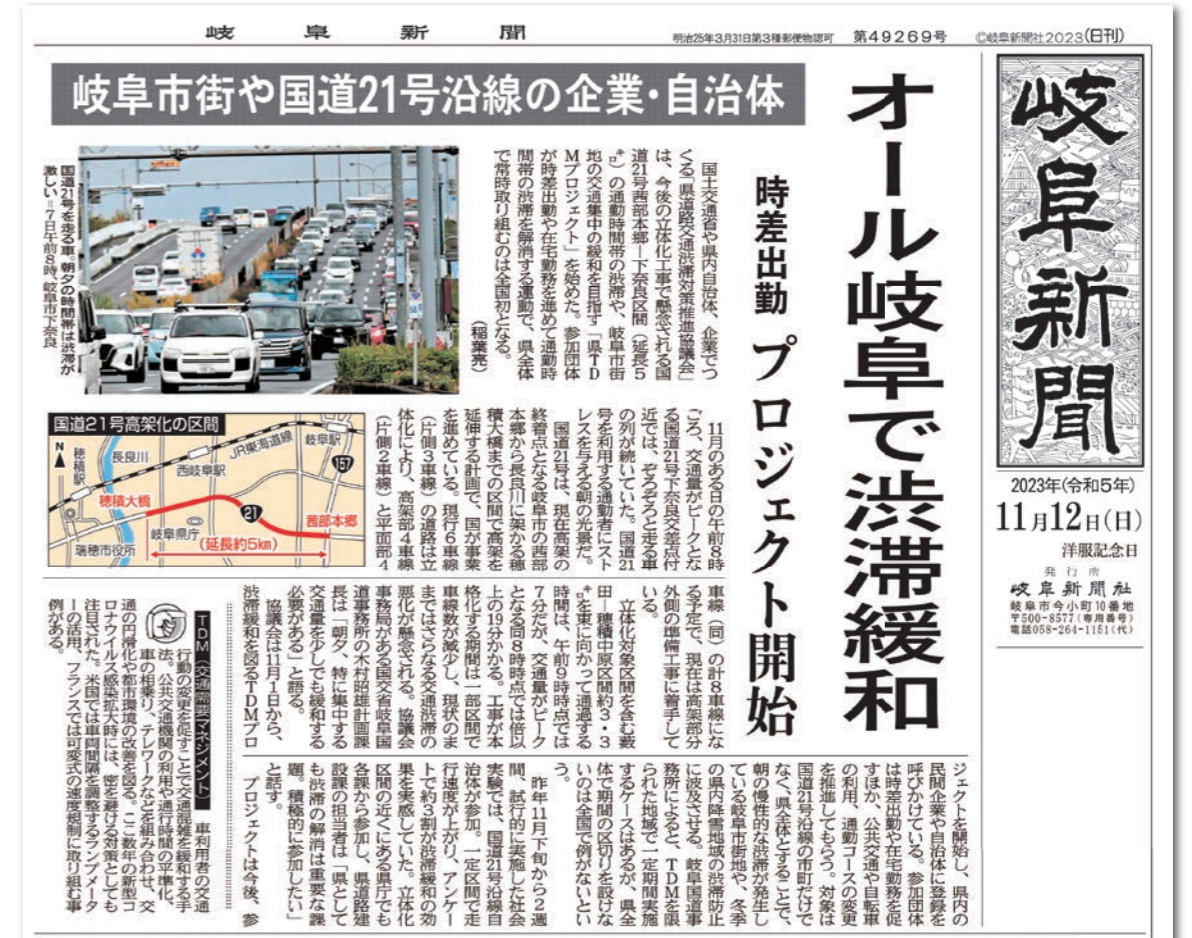 岐阜新聞
明治25年3月31日第3種郵便物認可
第49269号
©岐阜新聞社2023(日刊)
岐阜新聞
2023年(令和5年)
11月12日(日)
洋服記念日
発行所
岐阜新聞社
岐阜市今小町10番地
〒500-8577(専用番号)
電話058-264-1151(代)
オール岐阜で渋滞緩和
時差出勤 プロジェクト開始
岐阜市街や国道21号沿線の企業・自治体
国土交通省や県内自治体、企業でつ
くる「県道路交通渋滞対策推進協議会」
は、今後の立体化工事で懸念される国
道21号茜部本郷―下奈良区間(延長5
㌔)の通勤時間帯の渋滞や、岐阜市街
地の交通集中の緩和を目指す「県TD
Mプロジェクト」を始めた。参加団体
が時差出勤や在宅勤務を進めて通勤時
間帯の渋滞を解消する運動で、県全体
で常時取り組むのは全国初となる。
(稲葉亮)
国道21号を走る車。朝夕の時間帯は渋滞が
激しい=7日午前8時、岐阜市下奈良
11月のある日の午前8時
ごろ、交通量がピークとな
る国道21号下奈良交差点付
近では、ぞろぞろと走る車
の列が続いていた。国道21
号を利用する通勤者にスト
レスを与える朝の光景だ。
国道21号は、現在高架の
終着点となる岐阜市の茜部
本郷から長良川に架かる穂
積大橋までの区間で高架を
延伸する計画で、国が事業
を進めている。現行6車線
(片側3車線)の道路は立
体化により、高架部4車線
(片側2車線)と平面部4
国道21号高架化の区間
N
穂積駅
長良川
西岐阜駅
JR東海道線
岐阜駅
157
穂積大橋
21
岐阜県庁
茜部本郷
瑞穂市役所
(延長約5km)
車線(同)の計8車線にな
る予定で、現在は高架部分
外側の準備工事に着手して
いる。
立体化対象区間を含む薮
田―穂積中原区間約3・3
㌔を東に向かって通過する
時間は、午前9時時点では
7分だが、交通量がピーク
となる同8時時点では倍以
上の19分かかる。工事が本
格化する期間は一部区間で
車線数が減少し、現状のま
まではさらなる交通渋滞の
悪化が懸念される。協議会
事務局がある国交省岐阜国
道事務所の木村昭雄計画課
長は「朝夕、特に集中する
交通量を少しでも緩和する
必要がある」と語る。
協議会は11月1日から、
渋滞緩和を図るTDMプロ
ジェクトを開始し、県内の
民間企業や自治体に登録を
呼びかけている。参加団体
は時差出勤や在宅勤務を促
すほか、公共交通や自転車
の利用、通勤コースの変更
を推進してもらう。対象は
国道21号沿線の市町だけで
なく、県全体とすることで、
朝の慢性的な渋滞が発生し
ている岐阜市街地や、冬季
の県内降雪地域の渋滞防止
に波及させる。岐阜国道事
務所によると、TDMを限
られた地域で一定期間実施
するケースはあるが、県全
体で期間の区切りを設けな
いのは全国で例がないとい
う。
昨年11月下旬から2週
間、試行的に実施した社会
実験では、国道21号沿線自
治体が参加。一定区間で走
行速度が上がり、アンケー
トで約3割が渋滞緩和の効
果を実感していた。立体化
区間の近くにある県庁でも
各課から参加し、県道路建
設課の担当者は「県として
も渋滞の解消は重要な課
題。積極的に参加したい」
と話す。
プロジェクトは今後、参
TDM(交通需要マネジメント)
車利用者の交通
行動の変更を促すことで交通混雑を緩和する手
法。公共交通機関の利用や通行時間の平準化、
車の相乗り、テレワークなどを組み合わせ、交
通の円滑化や都市環境の改善を図る。ここ数年の新型コ
ロナウイルス感染拡大時には、密を避ける対策としても
注目された。米国では車両間隔を調整するランプメータ
ーの活用、フランスでは可変式の速度規制に取り組む事
例がある。